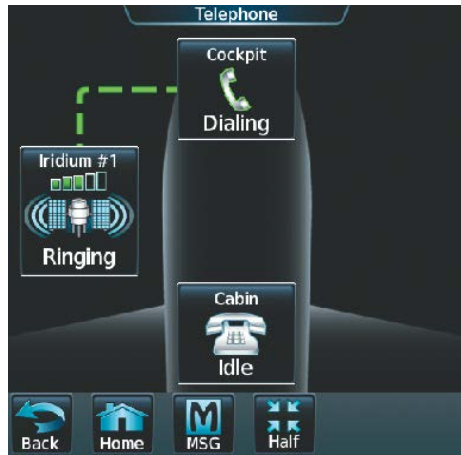 Telephone
Cockpit
Dialing
Iridium #1
Ringing
Cabin
Idle
Back
Home
MSG
Half